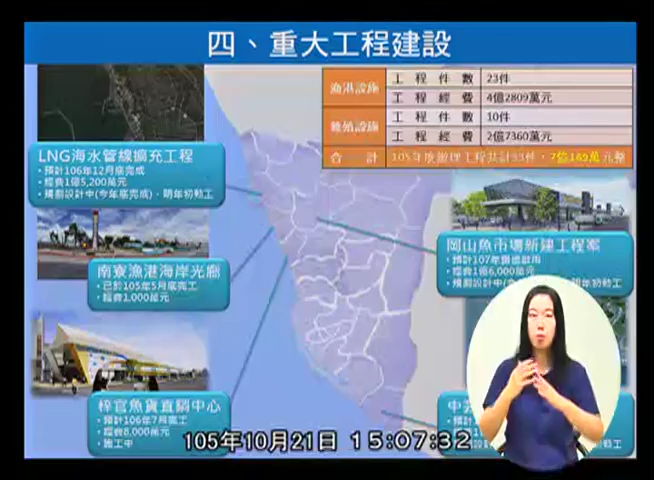 四、重大工程建設
漁港設施 工程件數 23件
工程經費 4億2809萬元
養殖設施 工程件數 10件
工程經費 2億7360萬元
合計 105年度辦理工程共計33件，7億169萬元整
LNG海水管線擴充工程
• 預計106年12月底完成
• 經費1億5,200萬元
• 規劃設計中(今年底完成)，明年初動工
岡山魚市場新建工程案
• 經費1億6,000萬元
南寮漁港海岸光廊
• 已於105年5月底完工
• 經費1,000萬元
梓官魚貨直銷中心
• 預計106年7月底工
• 經費8,000萬元
• 施工中
105年10月21日 15:07:32